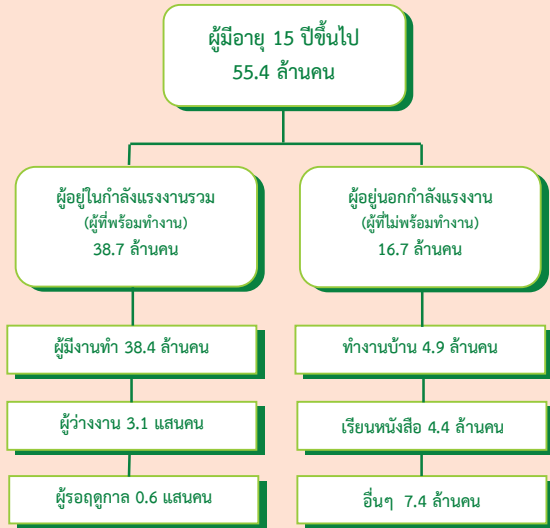 ผู้มีอายุ 15 ปีขึ้นไป
55.4 ล้านคน
ผู้อยู่ในกำลังแรงงานรวม
(ผู้ที่พร้อมทำงาน)
38.7 ล้านคน
ผู้อยู่นอกกำลังแรงงาน
(ผู้ที่ไม่พร้อมทำงาน)
16.7 ล้านคน
ผู้มีงานทำ 38.4 ล้านคน
ผู้ว่างงาน 3.1 แสนคน
ผู้รอฤดูกาล 0.6 แสนคน
ทำงานบ้าน 4.9 ล้านคน
เรียนหนังสือ 4.4 ล้านคน
อื่นๆ 7.4 ล้านคน